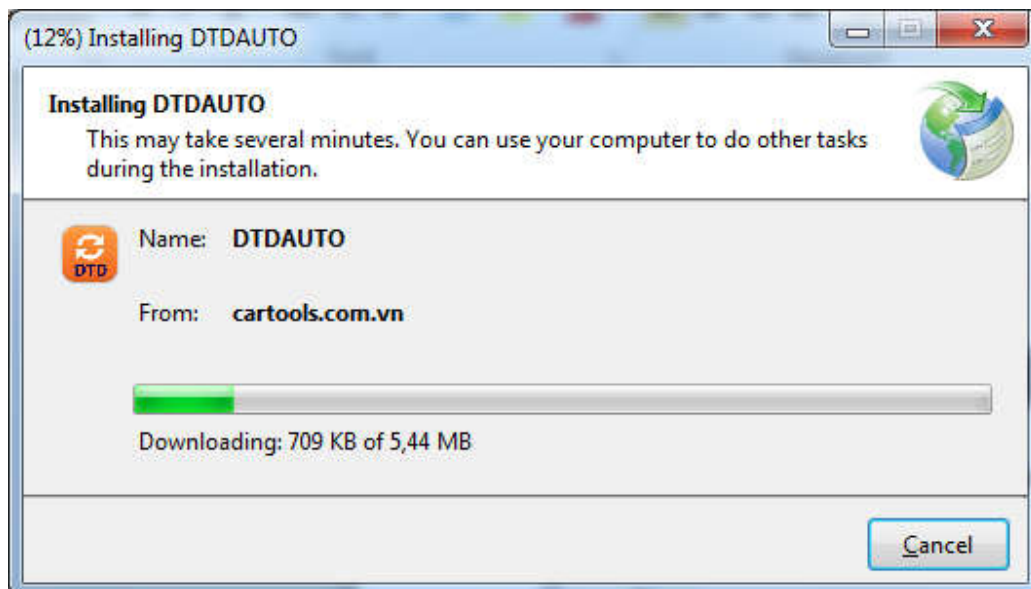 (12%) Installing DTDAUTO
Installing DTDAUTO
This may take several minutes. You can use your computer to do other tasks
during the installation.
DTD
Name: DTDAUTO
From: cartools.com.vn
Downloading: 709 KB of 5,44 MB
Cancel